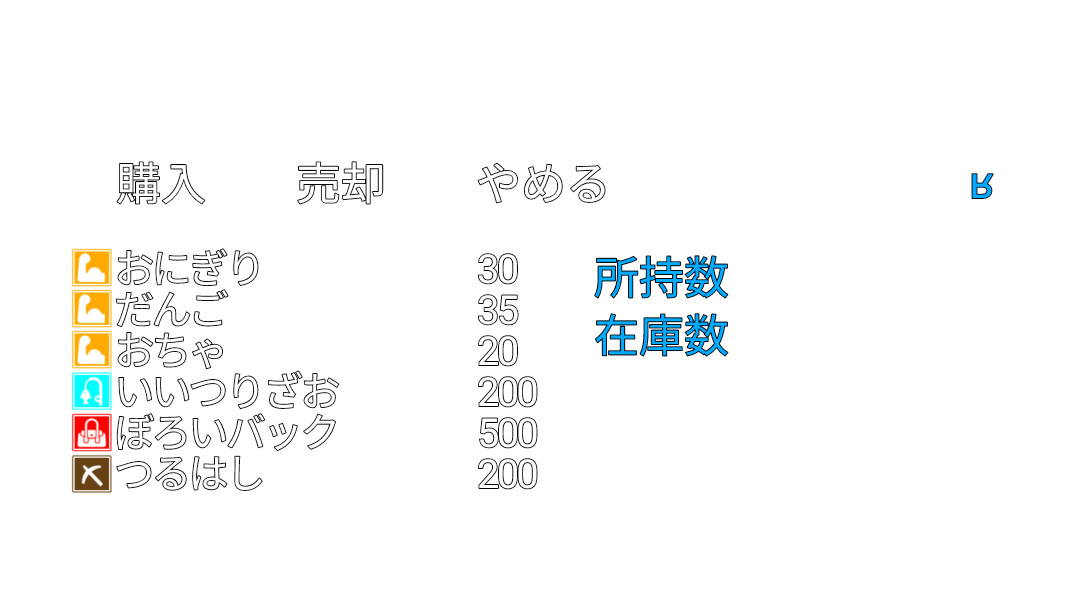 購入 売却 やめる R
おにぎり 30 所持数
だんご 35
おちゃ 20 在庫数
いいつりざお 200
ぼろいバック 500
つるはし 200